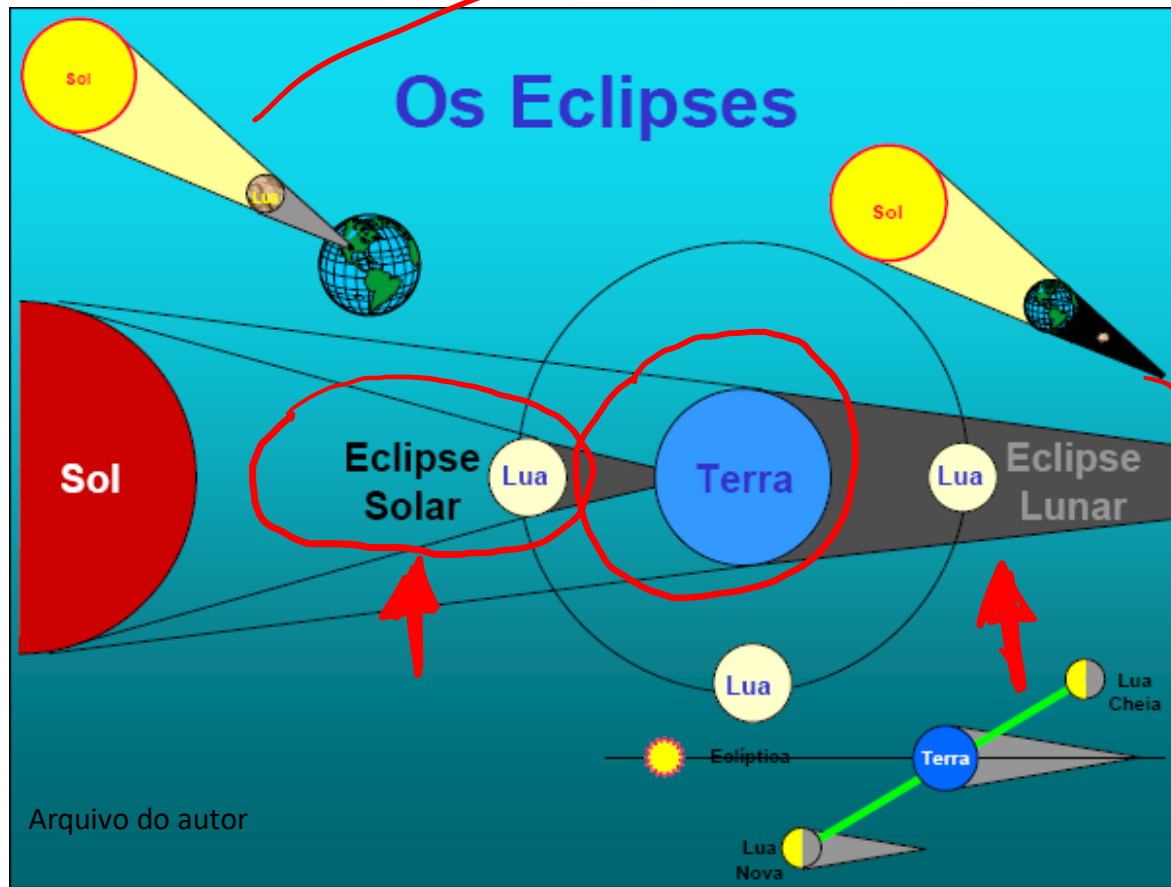 Sol
Os Eclipses
Lua
Sol
Sol
Eclipse
Solar
Lua
Terra
Lua
Eclipse
Lunar
Lua
Lua
Cheia
Eclíptica
Terra
Lua
Nova
Arquivo do autor